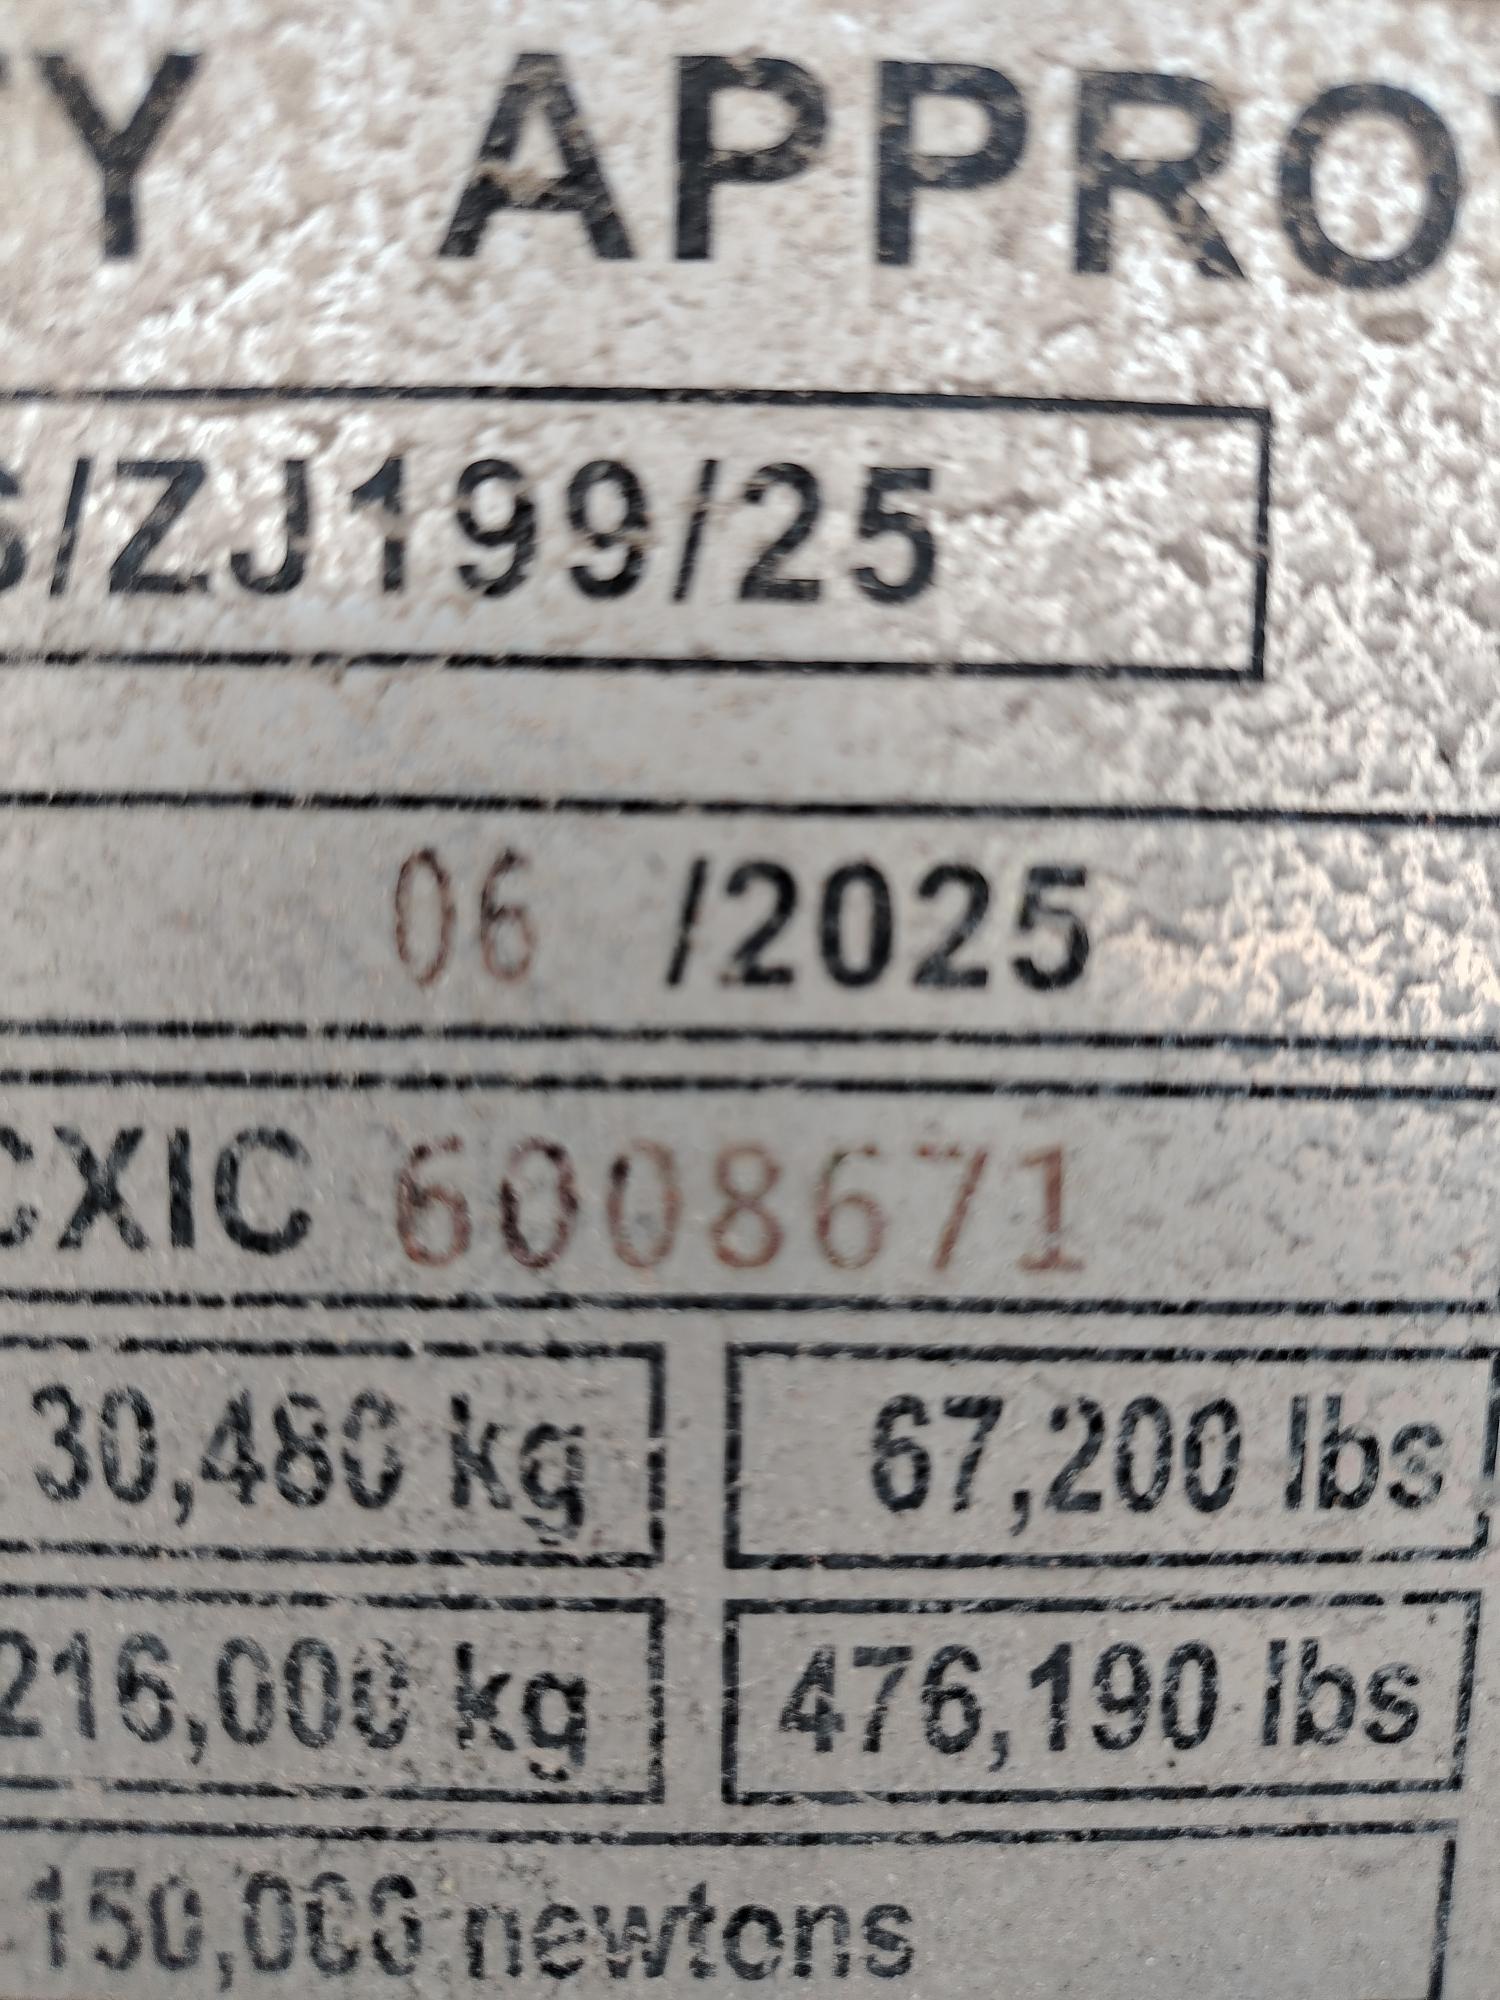 Y APPRO
S/ZJ199/25
06 /2025
CXIC 6008671
30,480 kg 67,200 lbs
216,000 kg 476,190 lbs
150,000 newtons